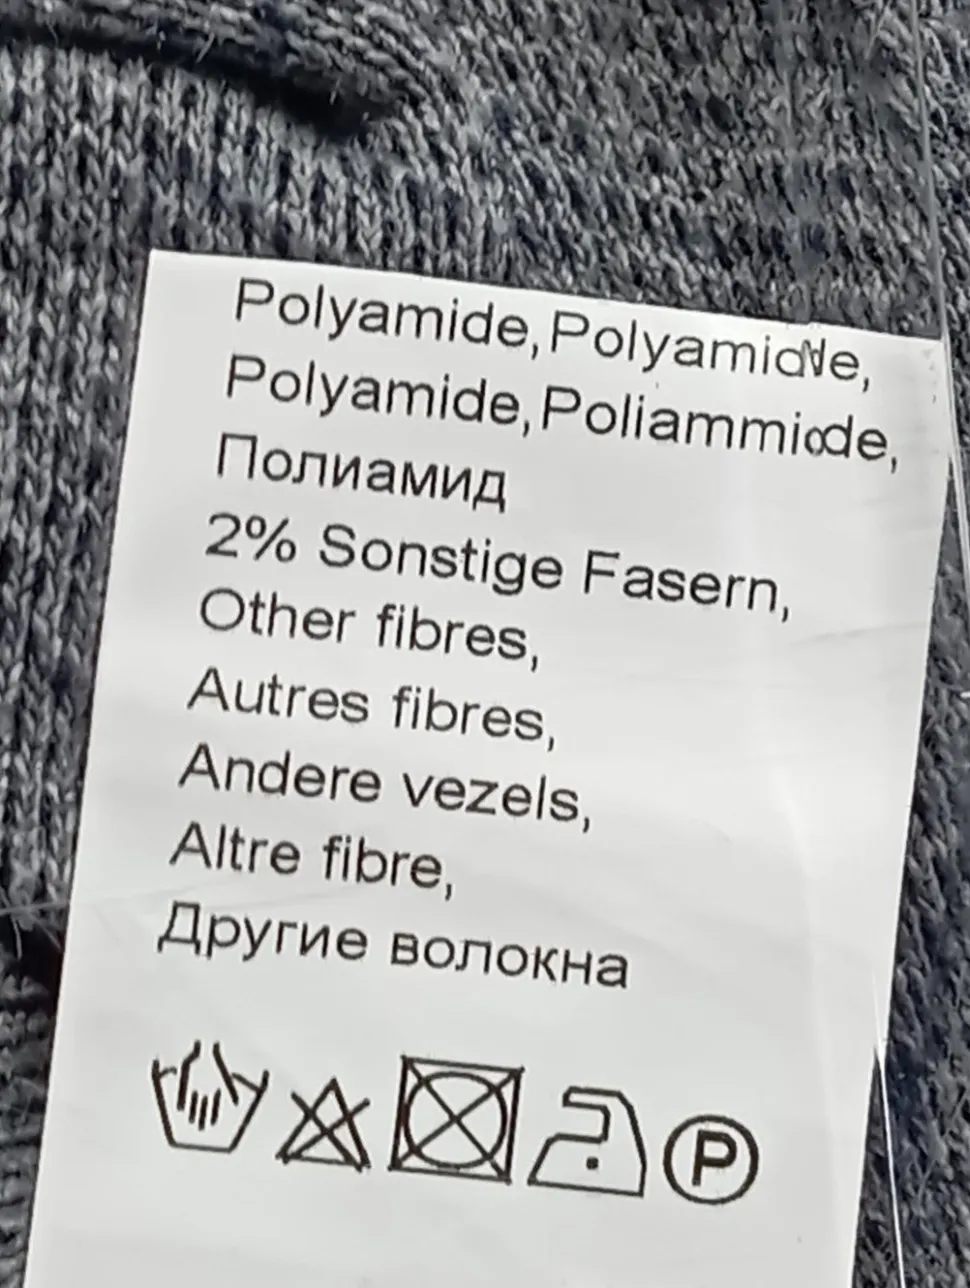 Polyamide, Polyamide,
Polyamide, Poliammide,
Полиамид
2% Sonstige Fasern,
Other fibres,
Autres fibres,
Andere vezels,
Altre fibre,
Другие волокна
P